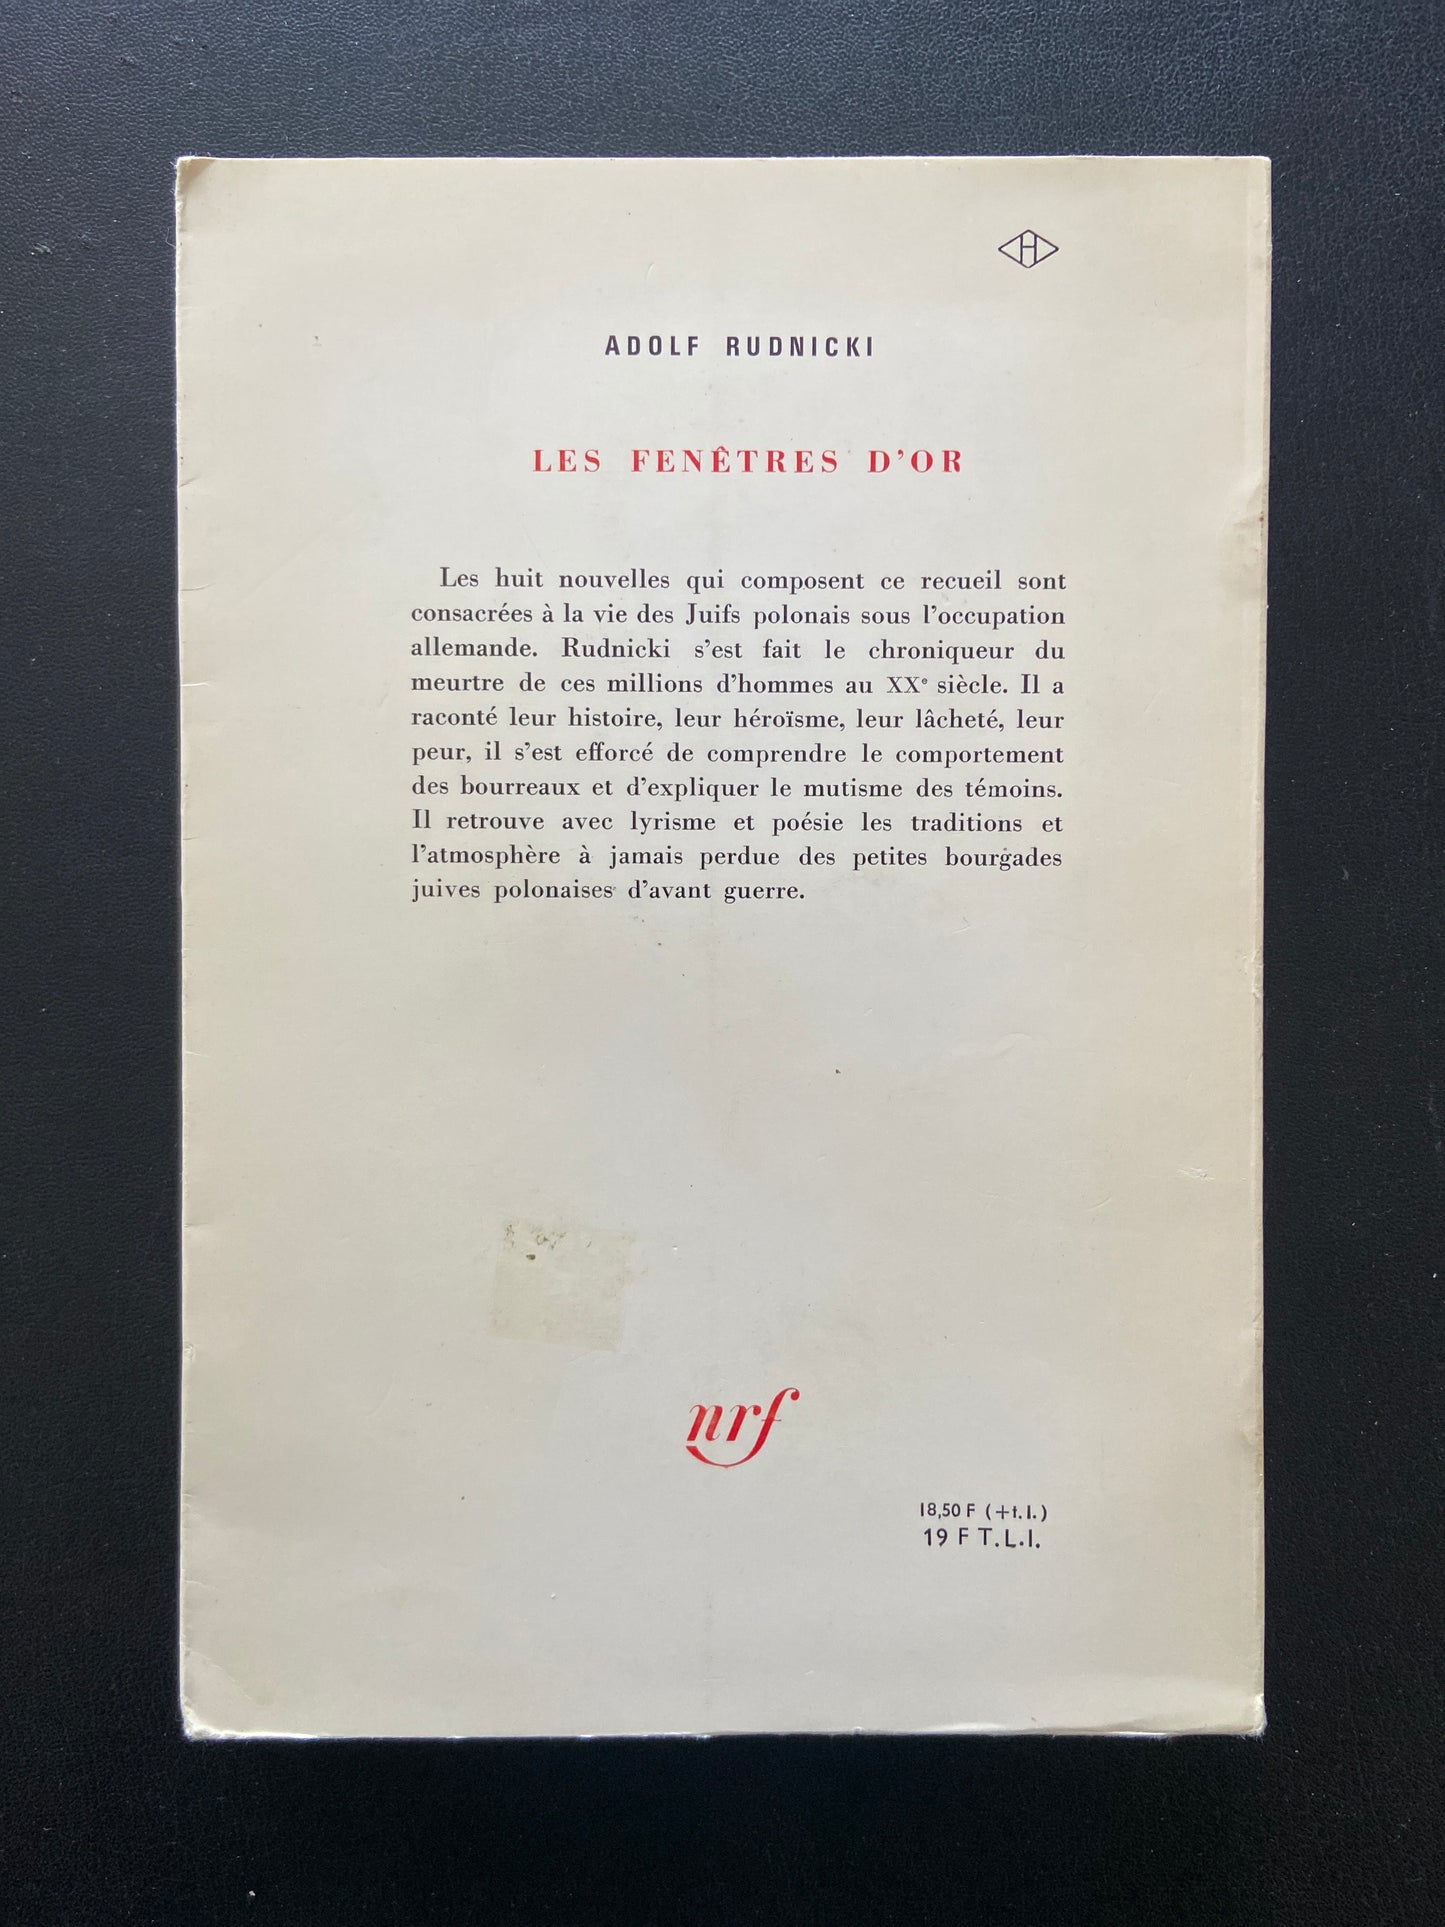 H
ADOLF RUDNICKI
LES FENÊTRES D'OR
Les huit nouvelles qui composent ce recueil sont
consacrées à la vie des Juifs polonais sous l'occupation
allemande. Rudnicki s'est fait le chroniqueur du
meurtre de ces millions d'hommes au XXᵉ siècle. Il a
raconté leur histoire, leur héroïsme, leur lâcheté, leur
peur, il s'est efforcé de comprendre le comportement
des bourreaux et d'expliquer le mutisme des témoins.
Il retrouve avec lyrisme et poésie les traditions et
l'atmosphère à jamais perdue des petites bourgades
juives polonaises d'avant guerre.
nrf
18,50 F (+t.l.)
19 F T.L.I.